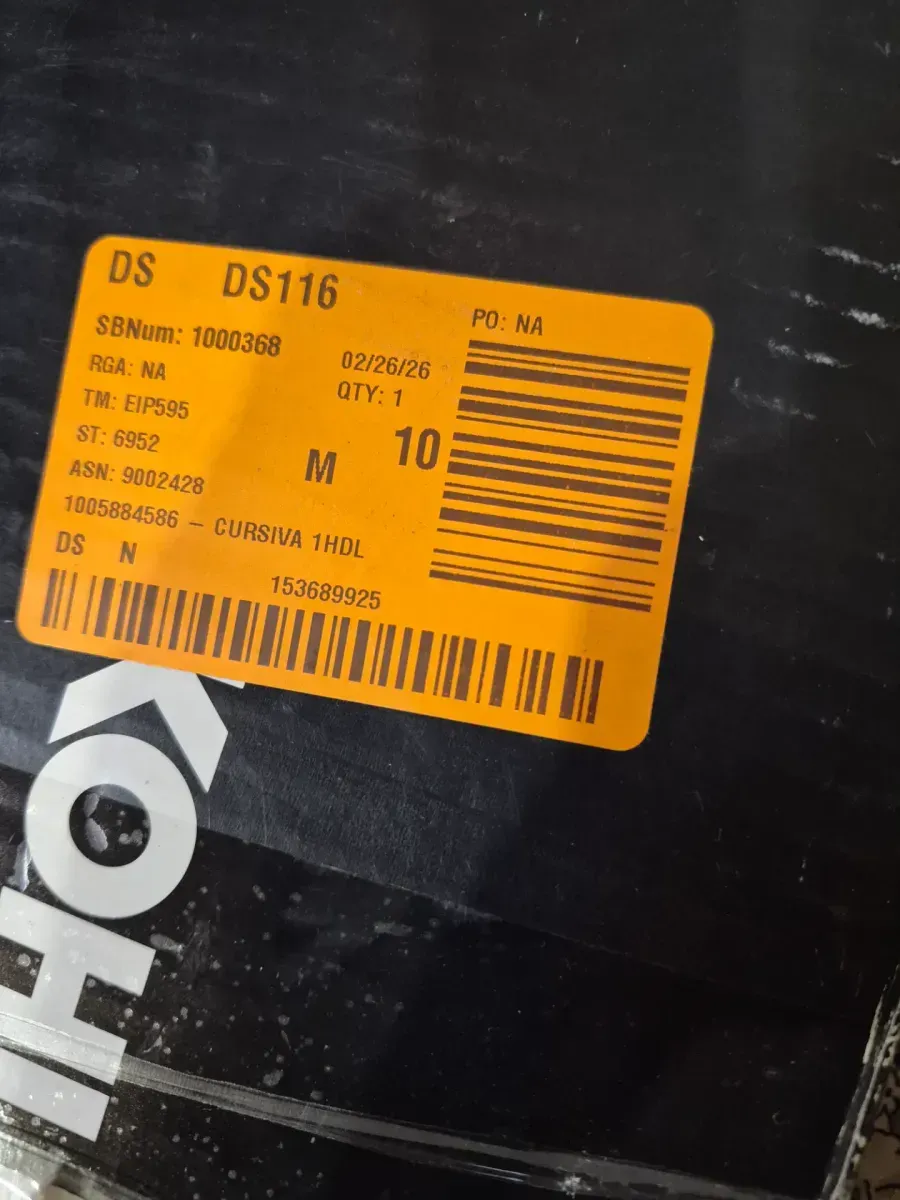 DS DS116
PO: NA
SBNum: 1000368
02/26/26
RGA: NA
QTY: 1
TM: EIP595
ST: 6952
M 10
ASN: 9002428
1005884586 – CURSIVA 1HDL
DS N
153689925